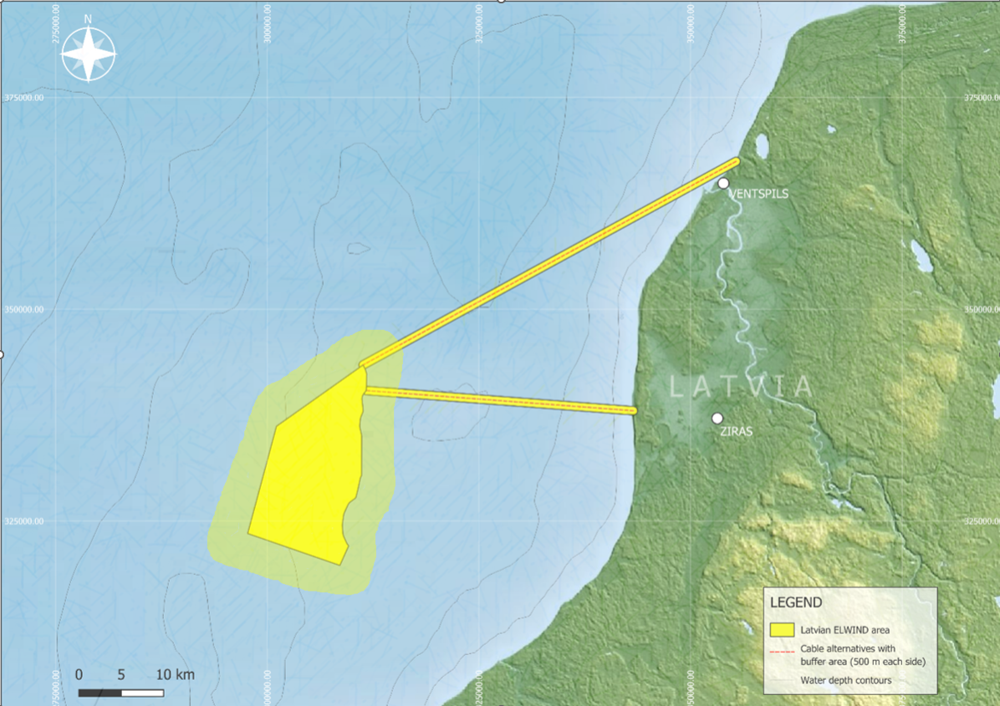 275000.00
300000.00
325000.00
350000.00
375000.00
N
375000.00
375000.00
VENTSPILS
350000.00
350000.00
LATVIA
ZIRAS
325000.00
325000.00
LEGEND
Latvian ELWIND area
Cable alternatives with
buffer area (500 m each side)
Water depth contours
0 5 10 km